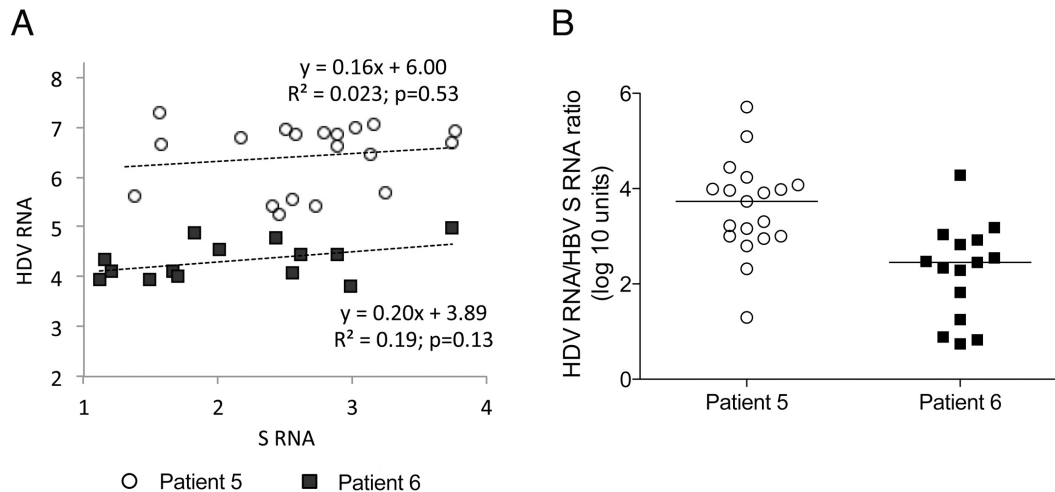 A
8
7
6
5
4
3
2
HDV RNA
y = 0.16x + 6.00
R² = 0.023; p=0.53
y = 0.20x + 3.89
R² = 0.19; p=0.13
1 2 3 4
S RNA
Patient 5 Patient 6
B
HDV RNA/HBV S RNA ratio
(log 10 units)
6
4
2
0
Patient 5 Patient 6